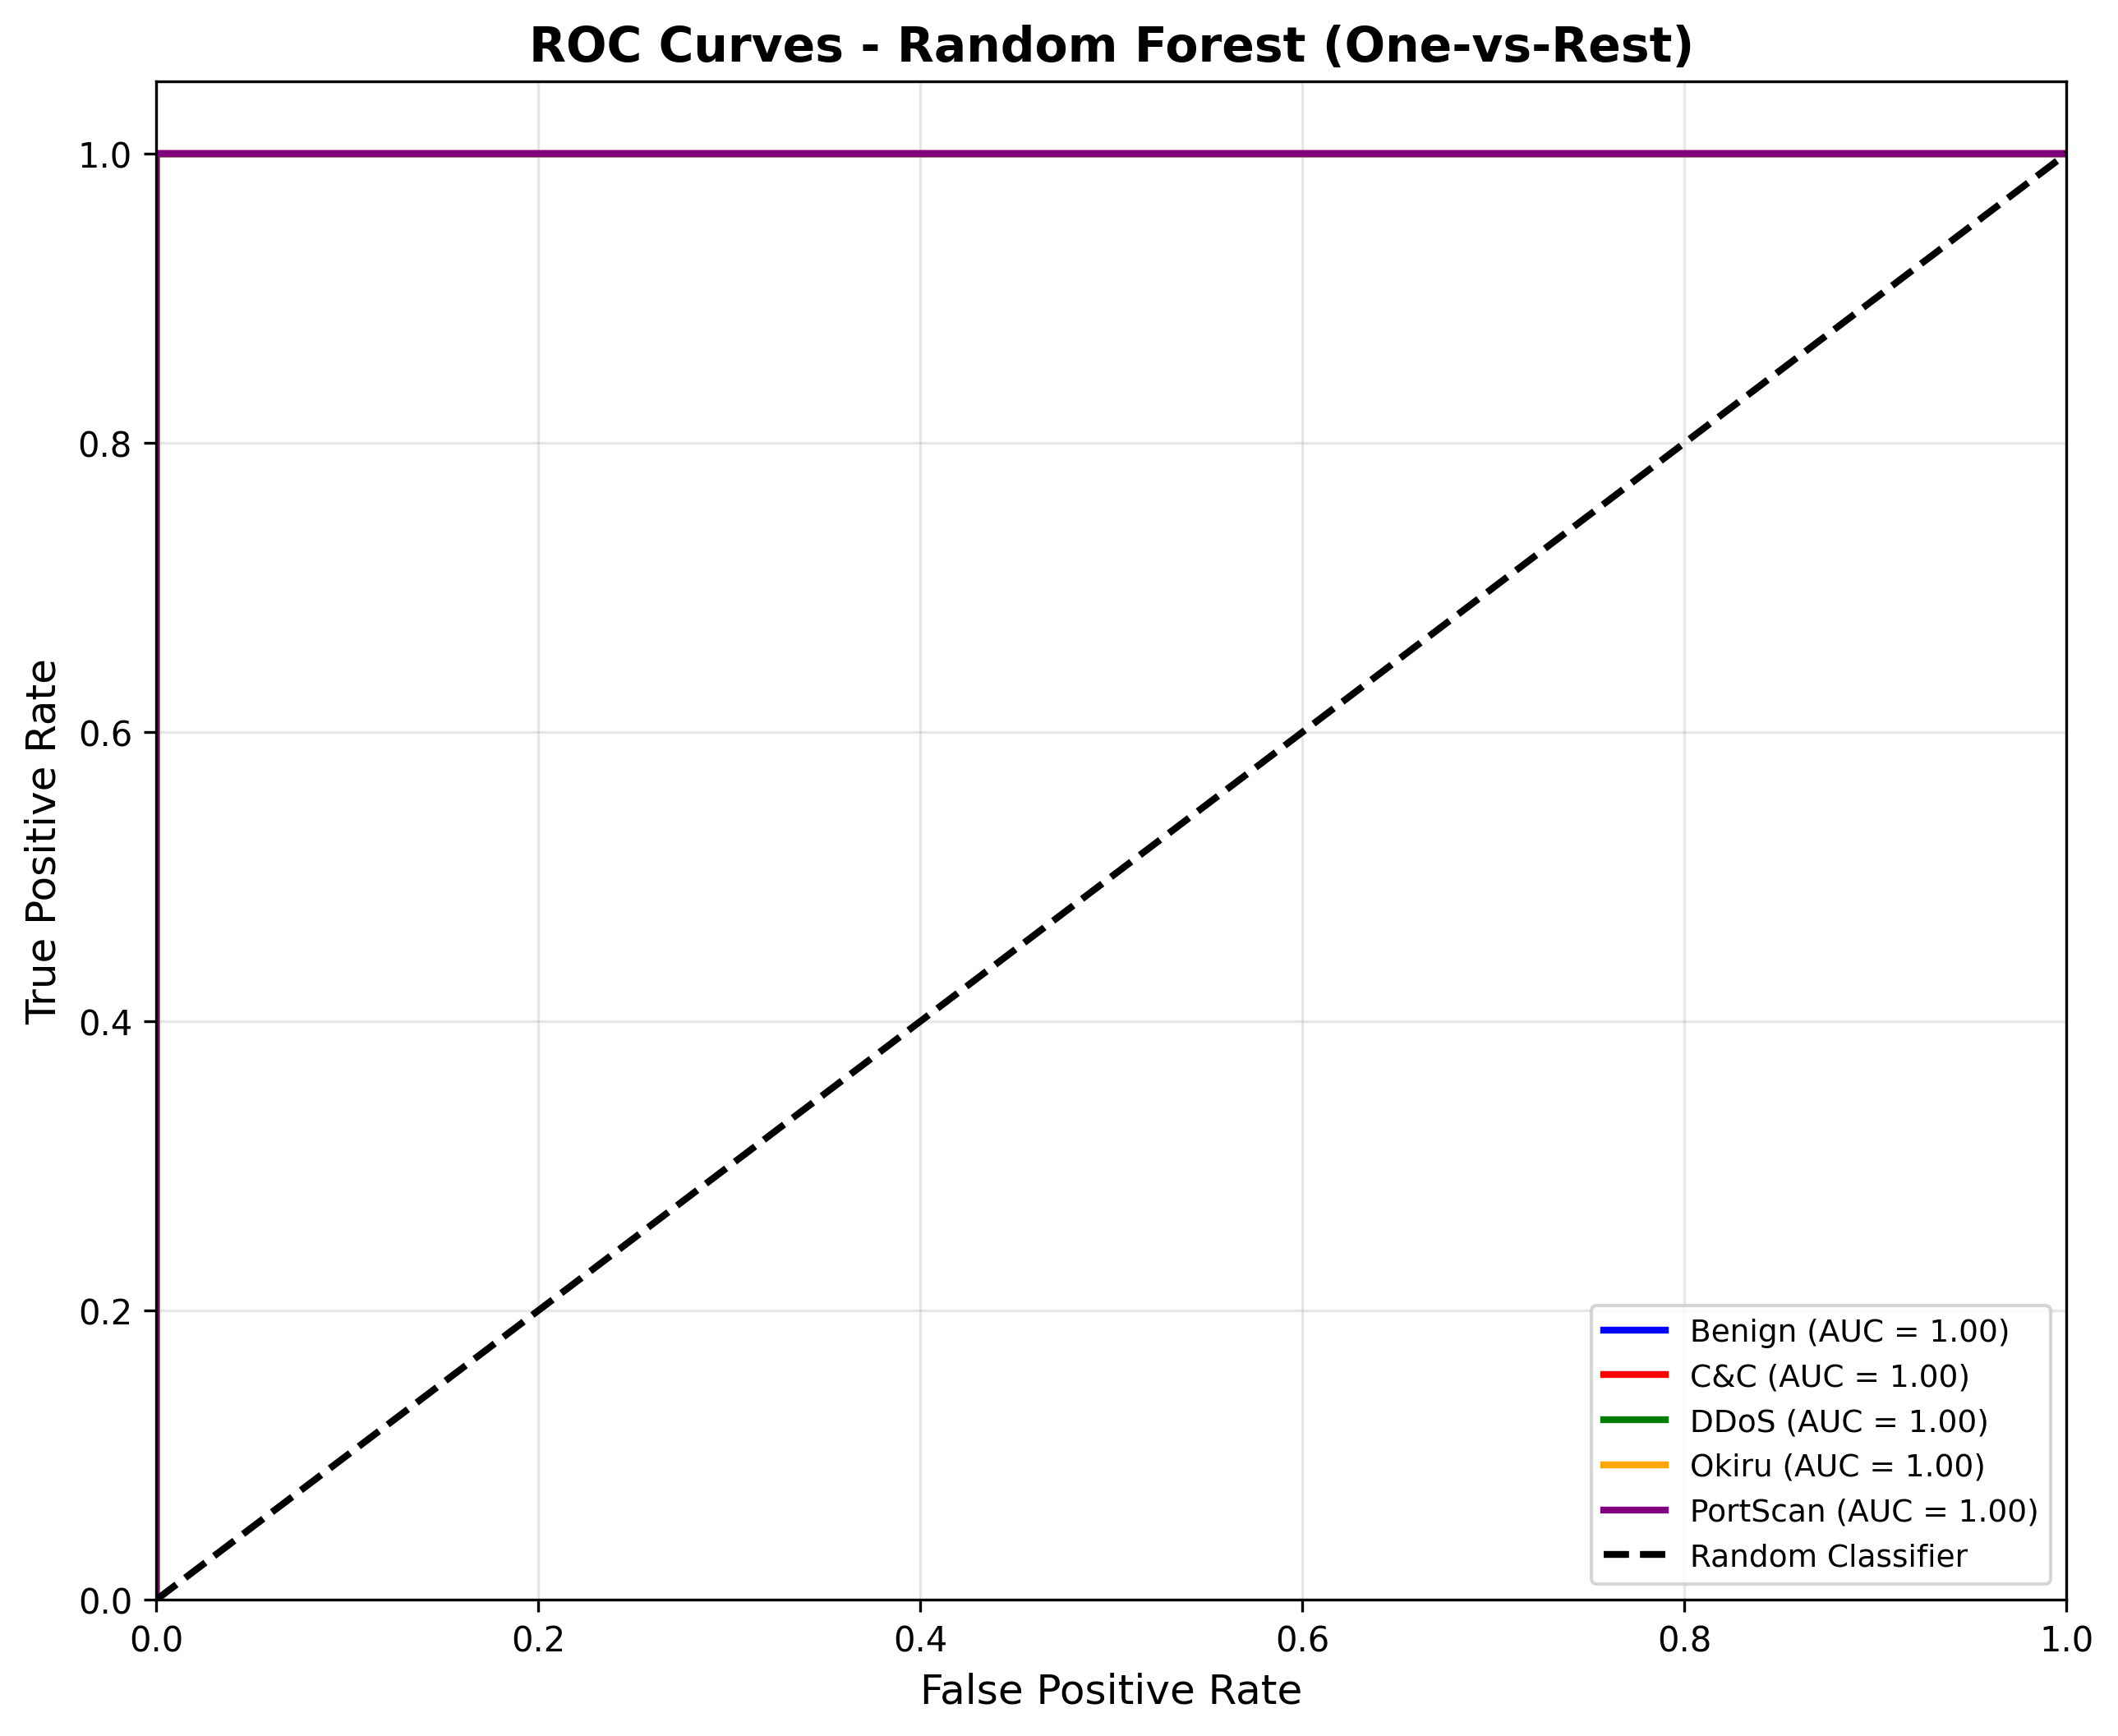 ROC Curves - Random Forest (One-vs-Rest)
True Positive Rate
1.0
0.8
0.6
0.4
0.2
0.0
0.0 0.2 0.4 0.6 0.8 1.0
False Positive Rate
Benign (AUC = 1.00)
C&C (AUC = 1.00)
DDoS (AUC = 1.00)
Okiru (AUC = 1.00)
PortScan (AUC = 1.00)
Random Classifier